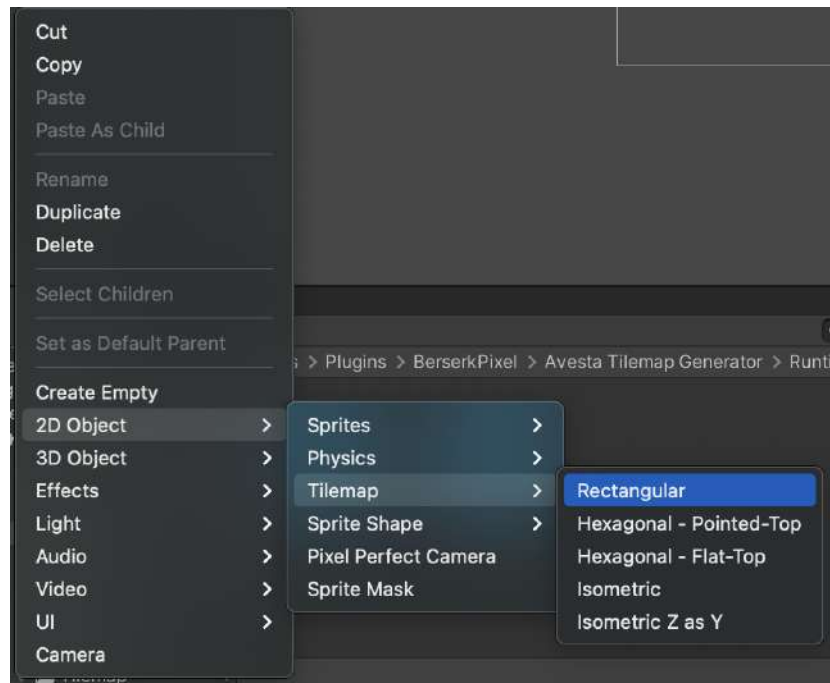 Cut
Copy
Paste
Paste As Child
Rename
Duplicate
Delete
Select Children
Set as Default Parent
> Plugins > BerserkPixel > Avesta Tilemap Generator >
Create Empty
2D Object >
3D Object >
Effects >
Light >
Audio >
Video >
UI >
Camera
Sprites >
Physics >
Tilemap >
Sprite Shape >
Pixel Perfect Camera
Sprite Mask
Rectangular
Hexagonal - Pointed-Top
Hexagonal - Flat-Top
Isometric
Isometric Z as Y